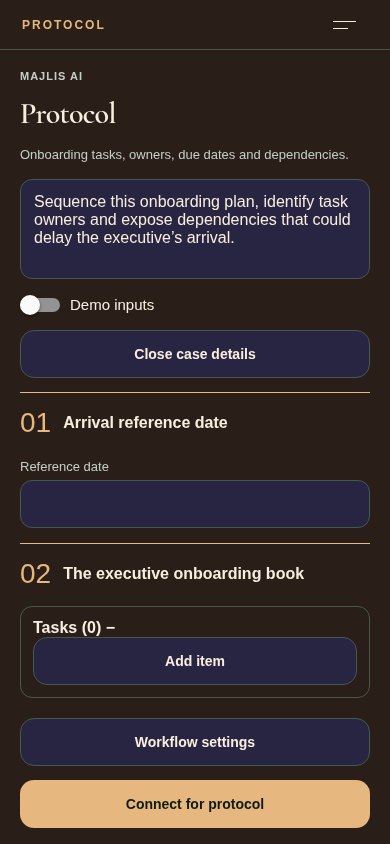 PROTOCOL
MAJLIS AI
Protocol
Onboarding tasks, owners, due dates and dependencies.
Sequence this onboarding plan, identify task
owners and expose dependencies that could
delay the executive’s arrival.
Demo inputs
Close case details
01 Arrival reference date
Reference date
02 The executive onboarding book
Tasks (0) –
Add item
Workflow settings
Connect for protocol